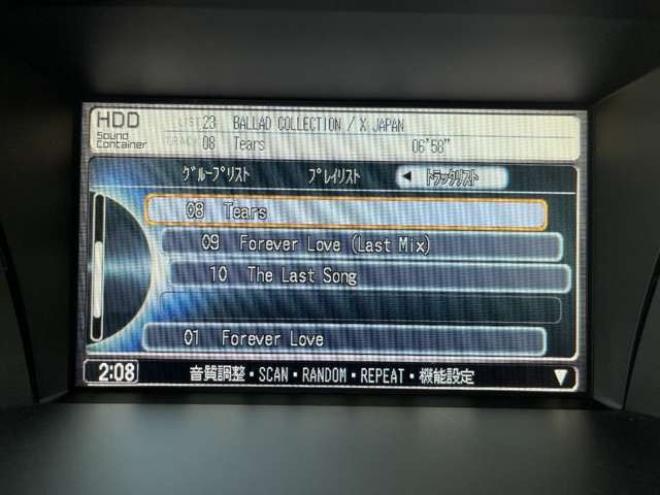 HDD
Sound
Container
LIST 23 BALLAD COLLECTION / X JAPAN
TRACK 08 Tears 06'58"
グループリスト プレイリスト ◀ トラックリスト
08 Tears
09 Forever Love (Last Mix)
10 The Last Song
01 Forever Love
2:08 音質調整・SCAN・RANDOM・REPEAT・機能設定 ▼